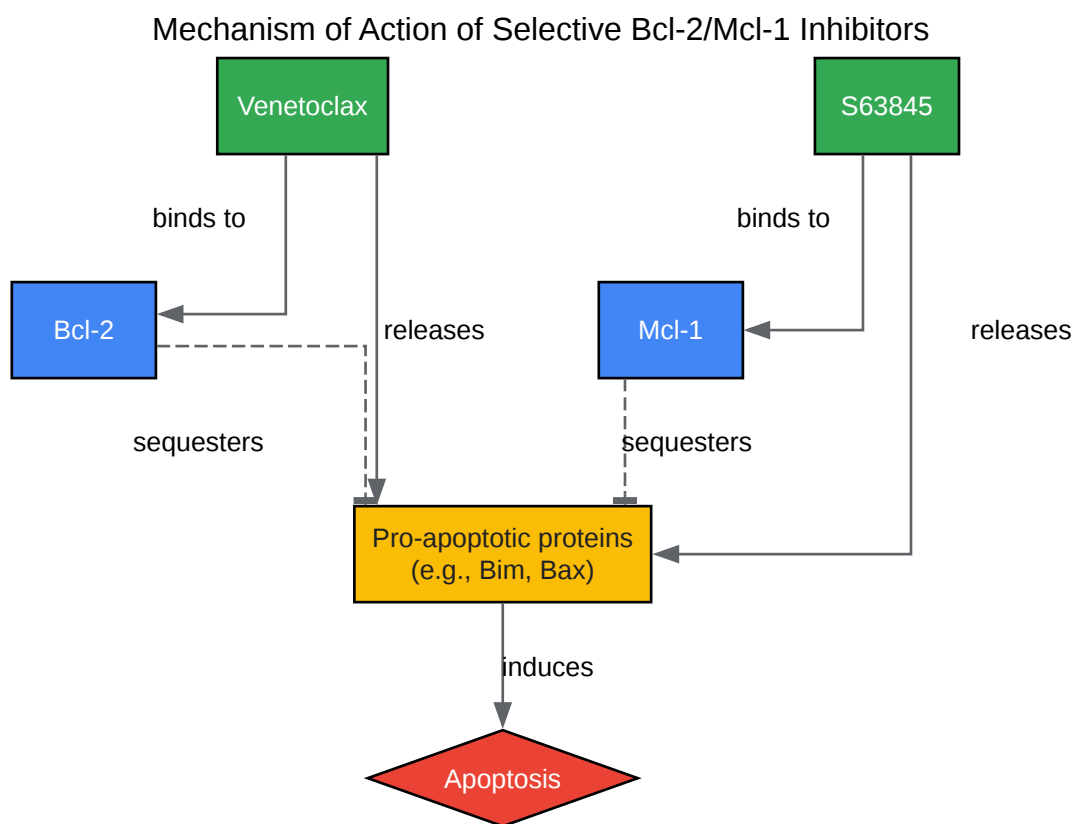 Mechanism of Action of Selective Bcl-2/Mcl-1 Inhibitors
Venetoclax
S63845
binds to
binds to
Bcl-2
releases
Mcl-1
releases
sequesters
sequesters
Pro-apoptotic proteins
(e.g., Bim, Bax)
induces
Apoptosis